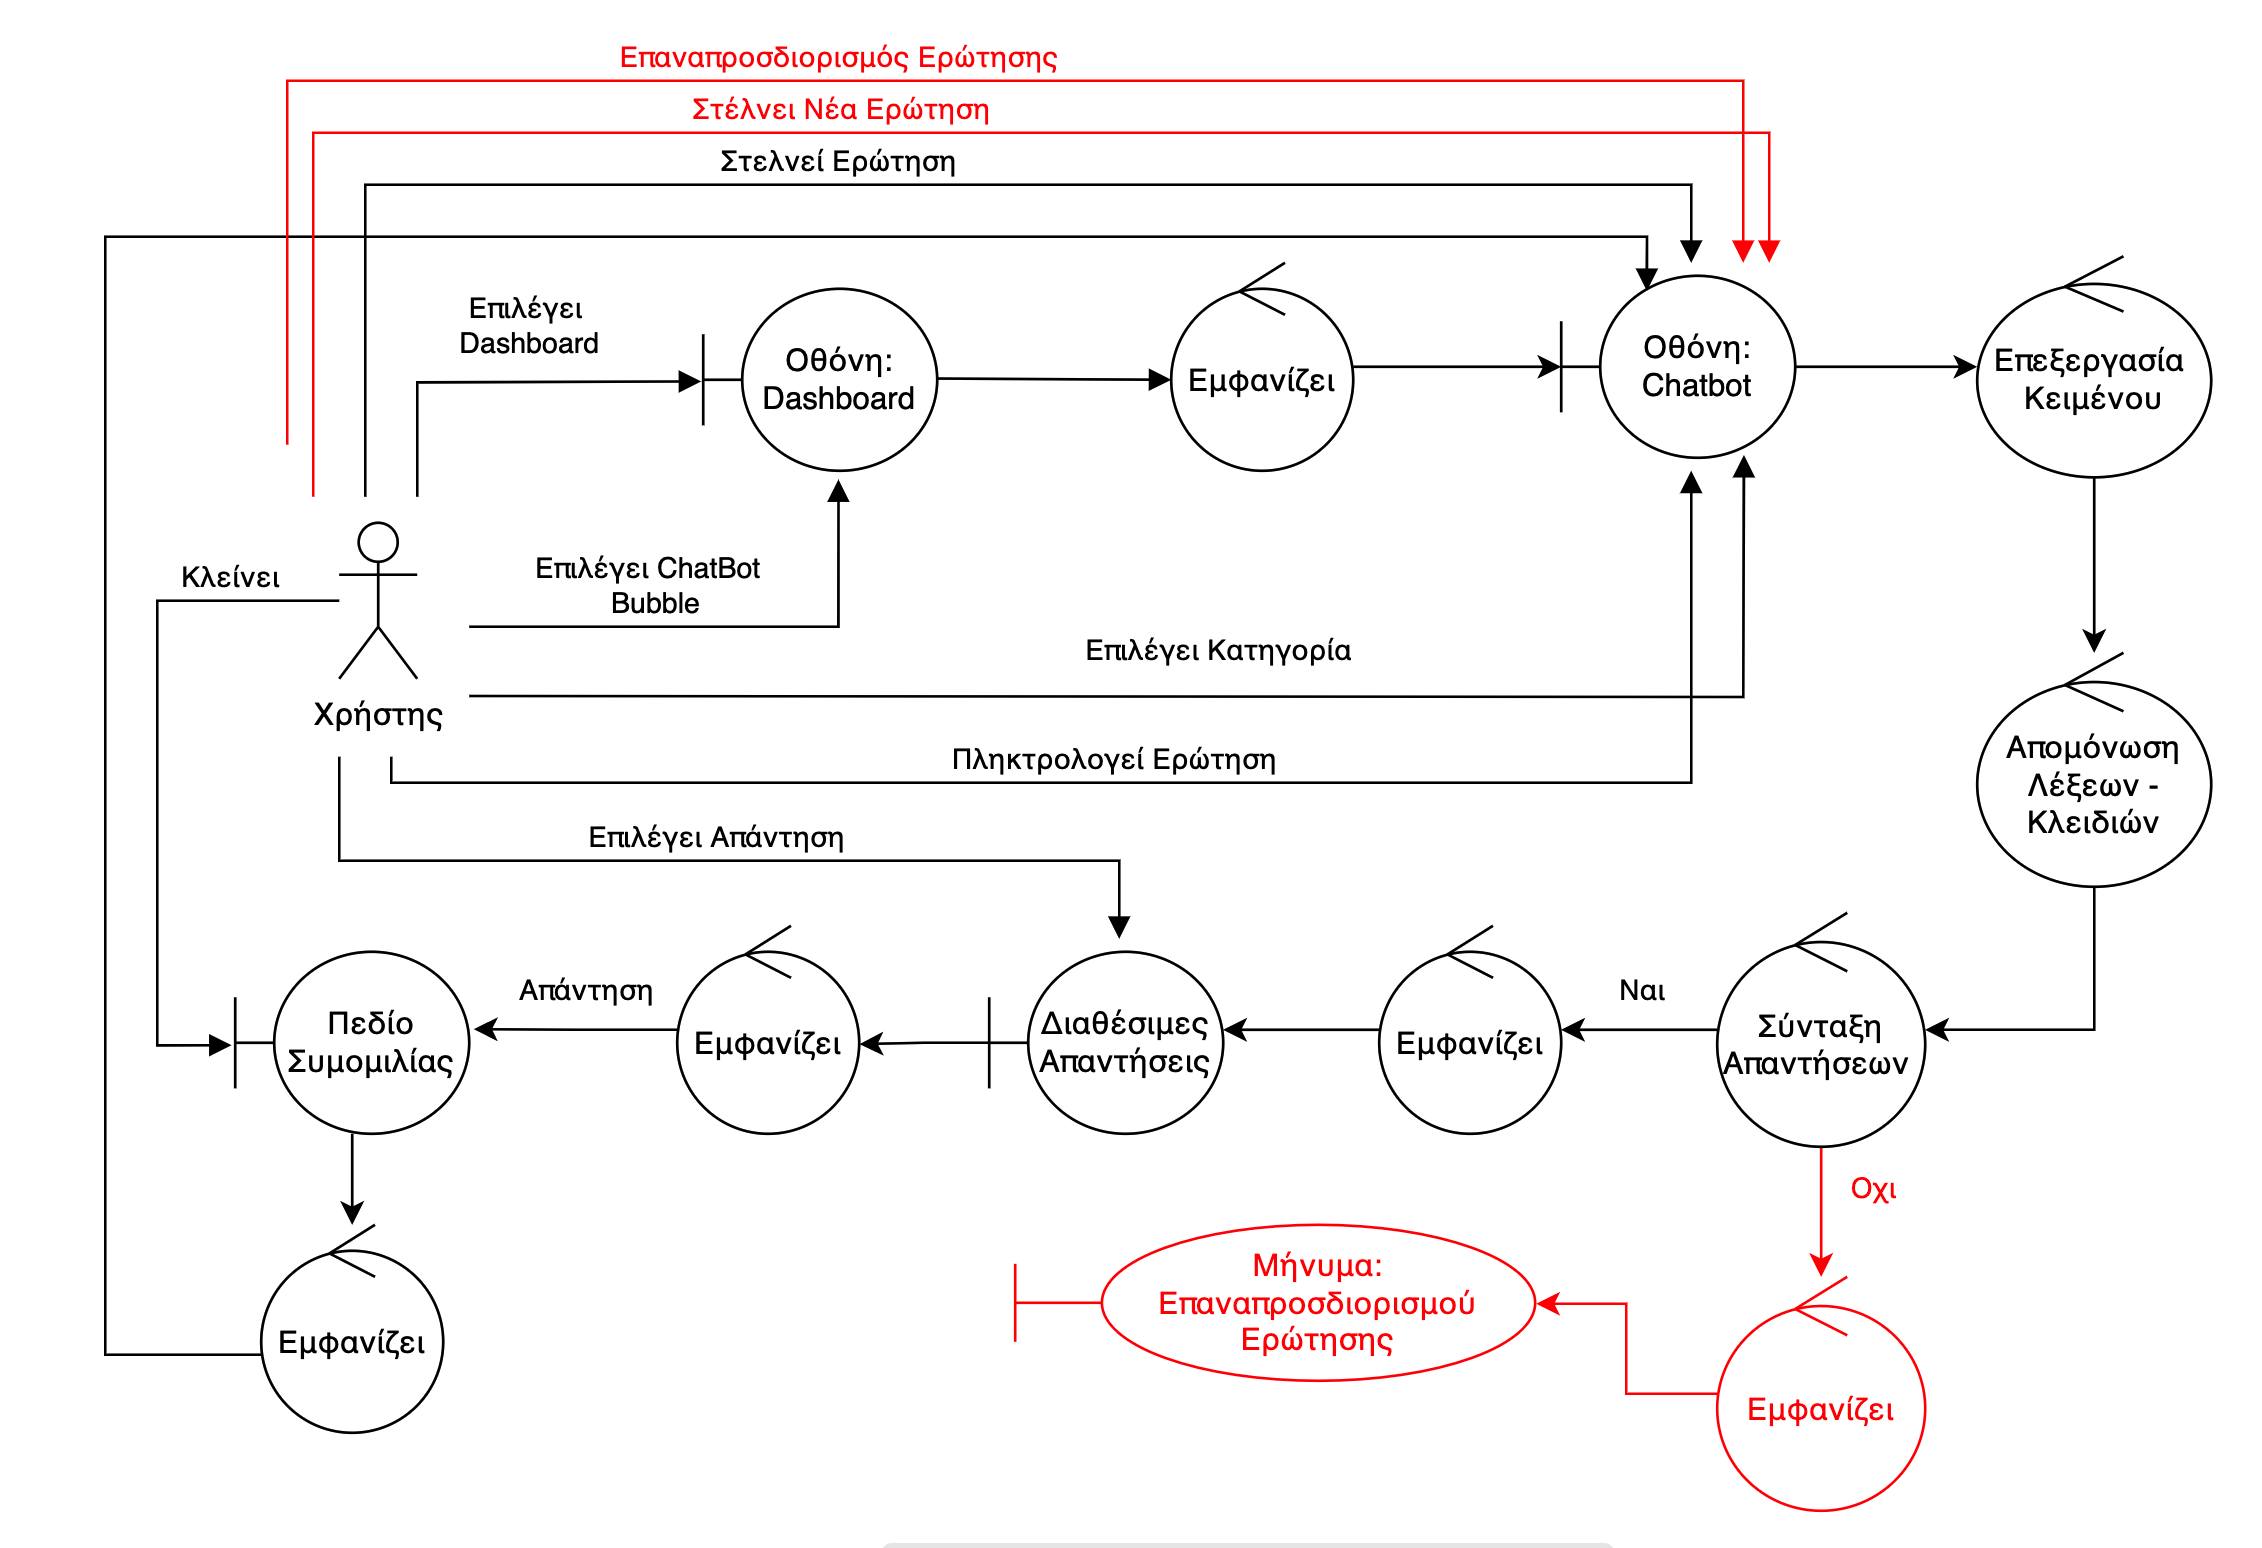 Επαναπροσδιορισμός Ερώτησης
Στέλνει Νέα Ερώτηση
Στελνεί Ερώτηση
Επιλέγει
Dashboard
Οθόνη:
Dashboard
Εμφανίζει
Οθόνη:
Chatbot
Επεξεργασία
Κειμένου
Κλείνει
Επιλέγει ChatBot
Bubble
Επιλέγει Κατηγορία
Χρήστης
Πληκτρολογεί Ερώτηση
Απομόνωση
Λέξεων -
Κλειδιών
Επιλέγει Απάντηση
Πεδίο
Συμομιλίας
Απάντηση
Εμφανίζει
Διαθέσιμες
Απαντήσεις
Εμφανίζει
Ναι
Σύνταξη
Απαντήσεων
Οχι
Μήνυμα:
Επαναπροσδιορισμού
Ερώτησης
Εμφανίζει
Εμφανίζει